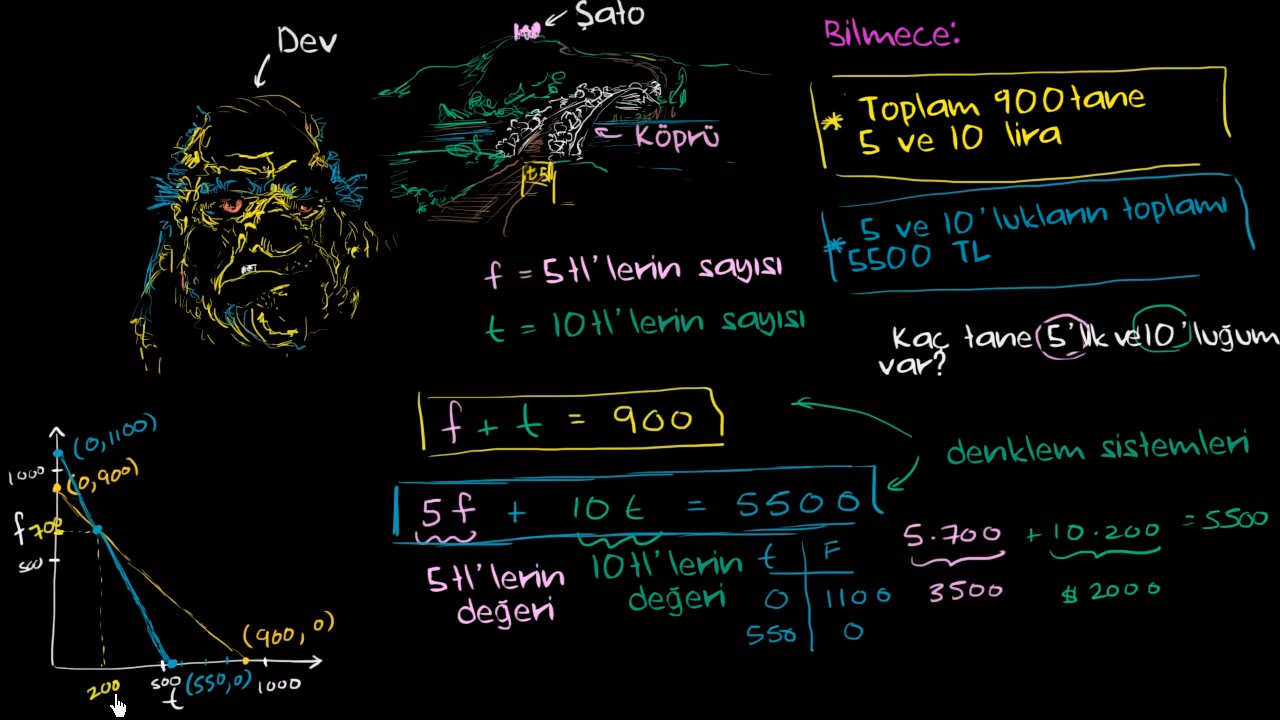 Şato
Dev
Köprü
t5
Bilmece:
* Toplam 900 tane
5 ve 10 lira
* 5 ve 10'lukların toplamı
5500 TL
f = 5tl'lerin sayısı
t = 10tl'lerin sayısı
Kaç tane 5'lik ve 10'luğum
var?
f + t = 900
5f + 10t = 5500
5tl'lerin
değeri
10tl'lerin
değeri
denklem sistemleri
5.700 + 10.200 = 5500
3500 $ 2000
t F
0 1100
550 0
(0,1100)
1000
(0,900)
f 700
500
(900, 0)
200 500 (550,0) 1000
t